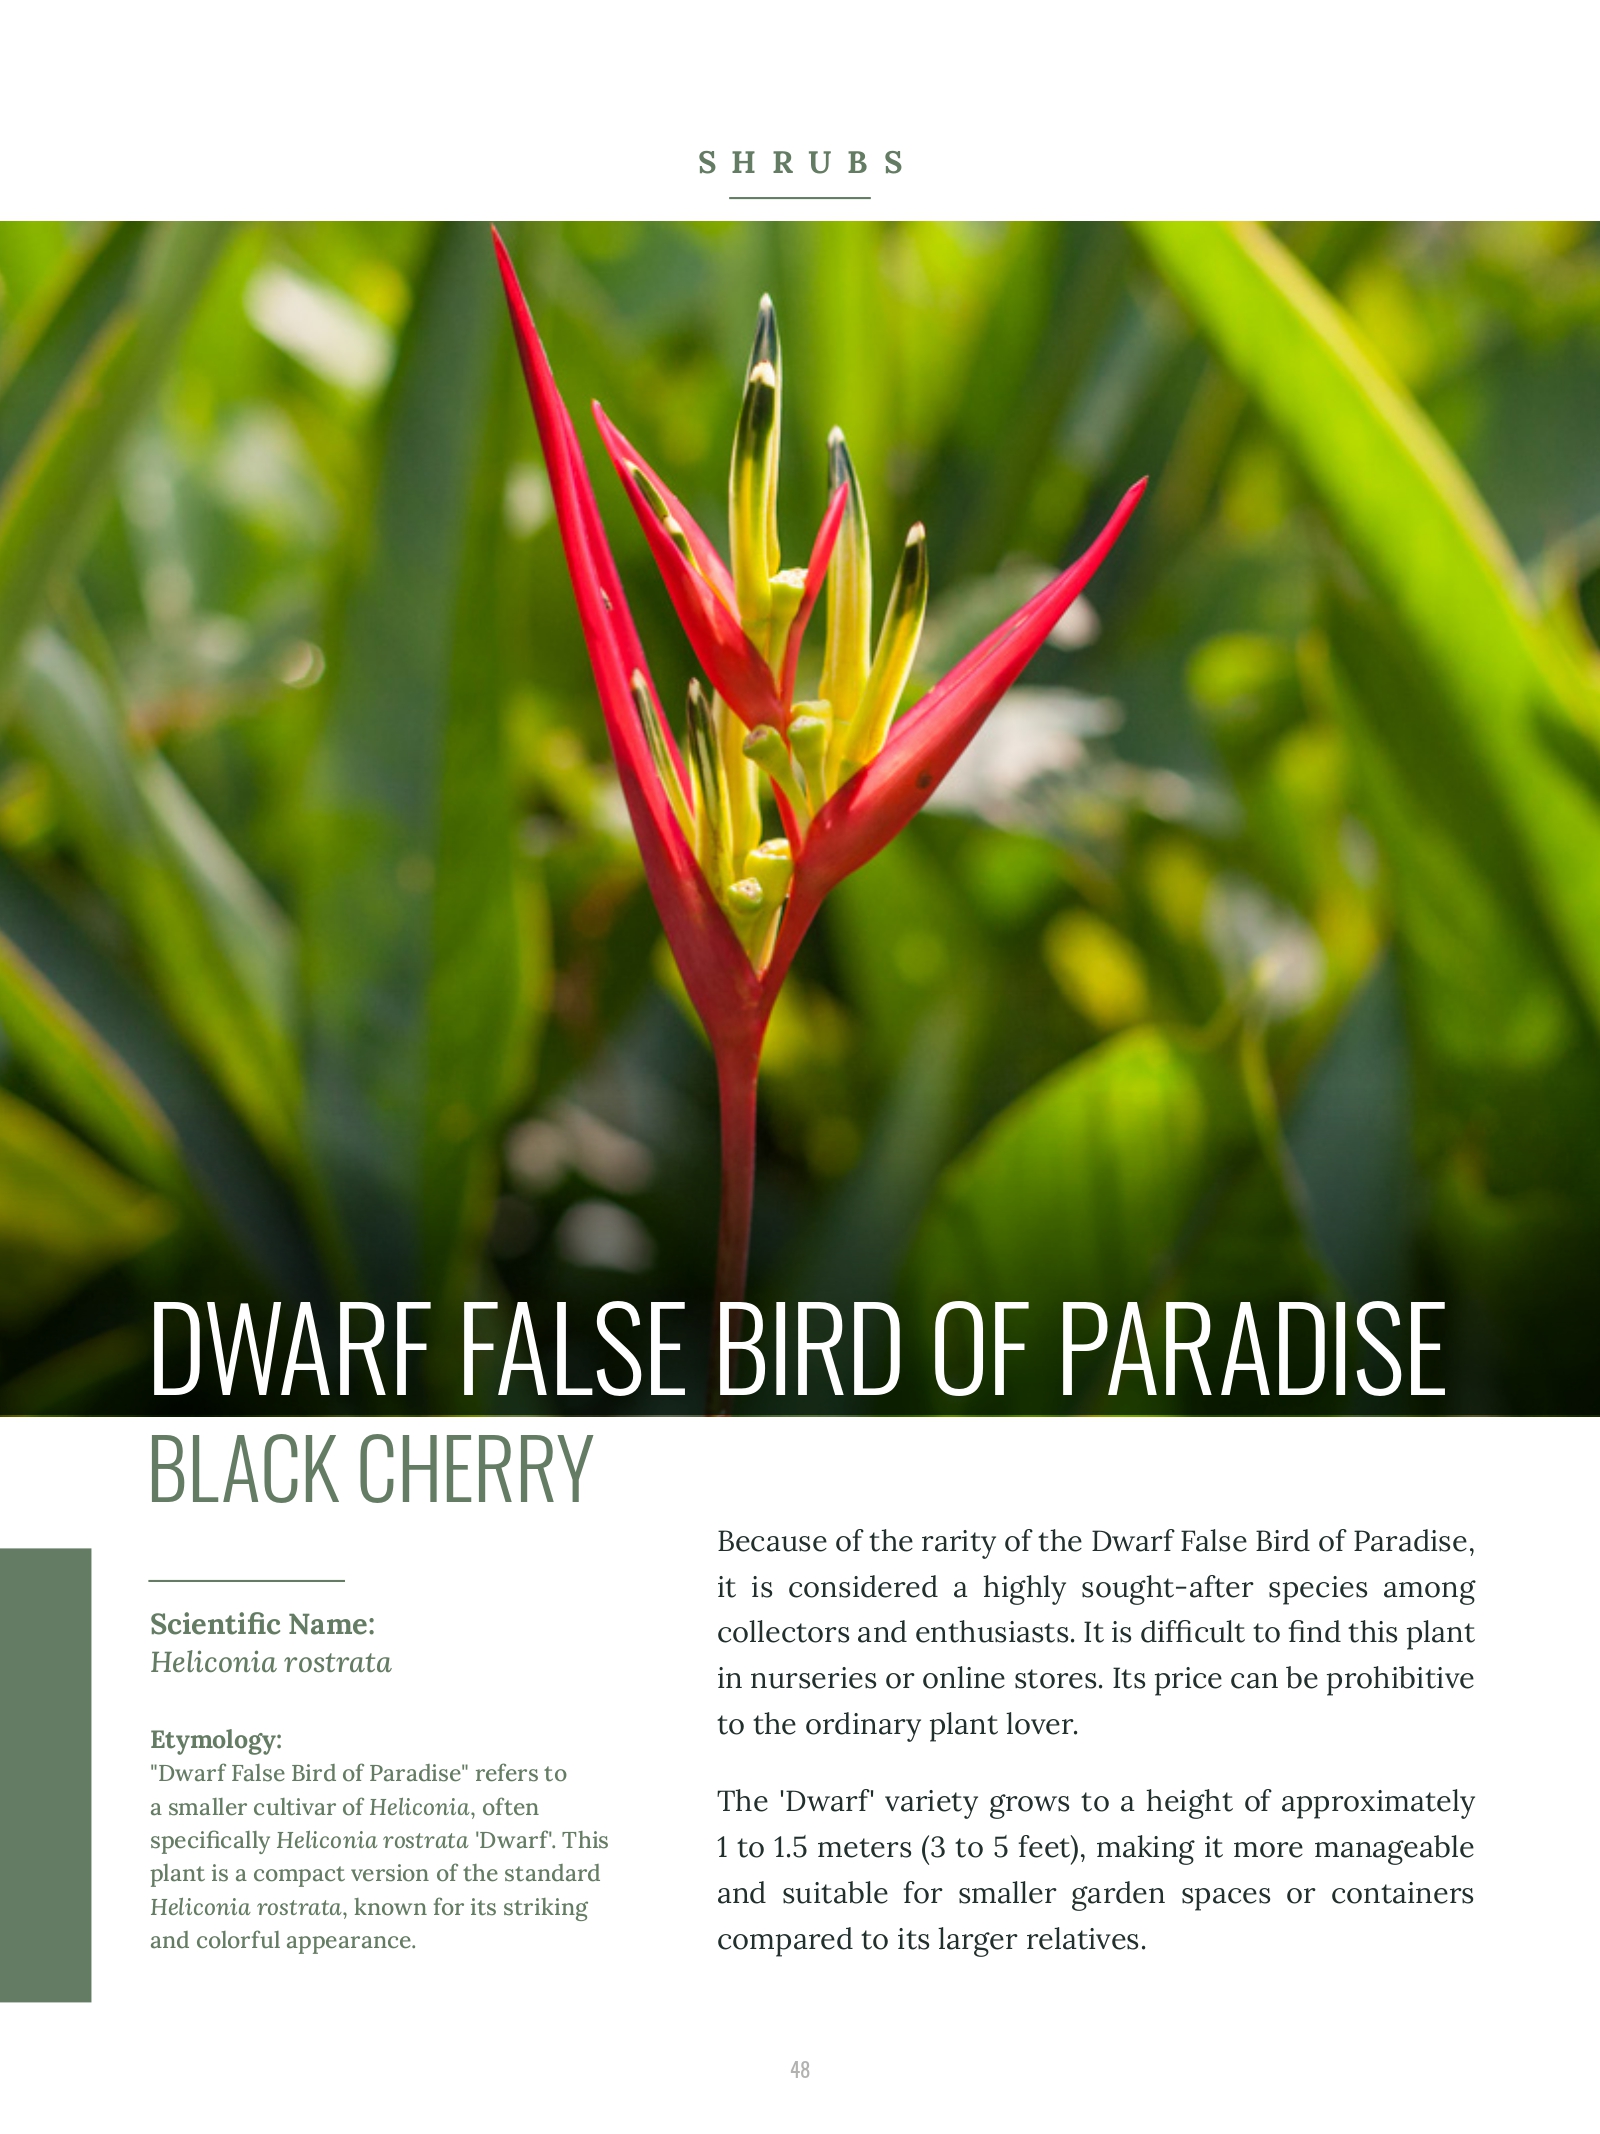 SHRUBS
DWARF FALSE BIRD OF PARADISE
BLACK CHERRY
Scientific Name:
Heliconia rostrata
Etymology:
"Dwarf False Bird of Paradise" refers to
a smaller cultivar of Heliconia, often
specifically Heliconia rostrata 'Dwarf'. This
plant is a compact version of the standard
Heliconia rostrata, known for its striking
and colorful appearance.
Because of the rarity of the Dwarf False Bird of Paradise,
it is considered a highly sought-after species among
collectors and enthusiasts. It is difficult to find this plant
in nurseries or online stores. Its price can be prohibitive
to the ordinary plant lover.
The 'Dwarf' variety grows to a height of approximately
1 to 1.5 meters (3 to 5 feet), making it more manageable
and suitable for smaller garden spaces or containers
compared to its larger relatives.
48